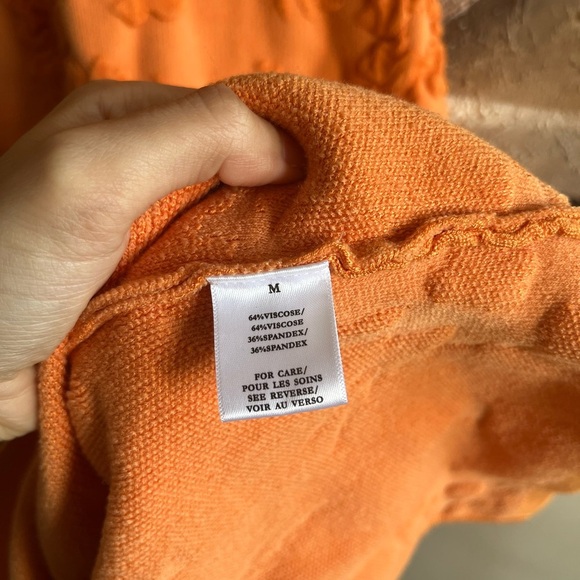 M
64%VISCOSE/
64%VISCOSE
36%SPANDEX/
36%SPANDEX
FOR CARE/
POUR LES SOINS
SEE REVERSE/
VOIR AU VERSO